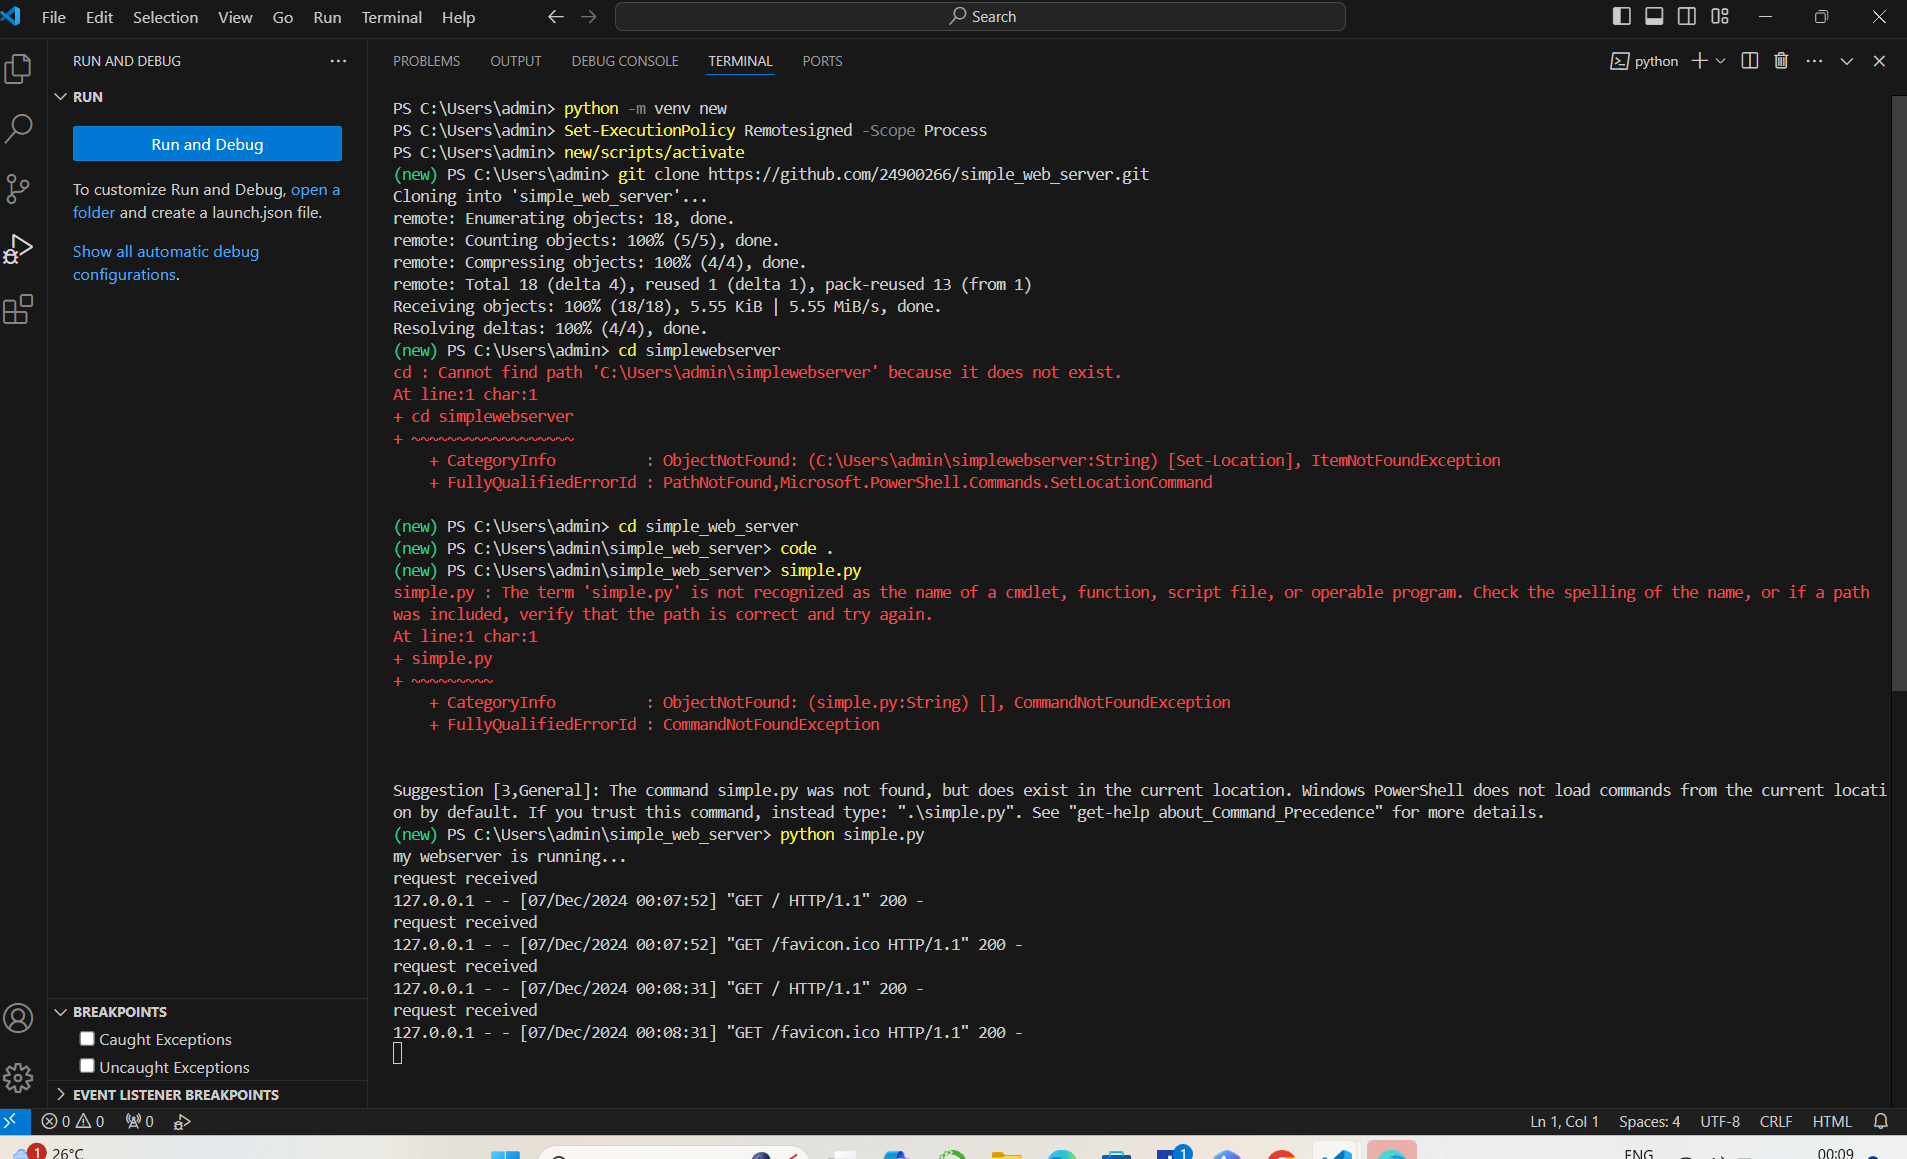 File Edit Selection View Go Run Terminal Help
Search
RUN AND DEBUG
RUN
Run and Debug
To customize Run and Debug, open a
folder and create a launch.json file.
Show all automatic debug
configurations.
BREAKPOINTS
Caught Exceptions
Uncaught Exceptions
EVENT LISTENER BREAKPOINTS
PROBLEMS OUTPUT DEBUG CONSOLE TERMINAL PORTS
python
PS C:\Users\admin> python -m venv new
PS C:\Users\admin> Set-ExecutionPolicy Remotesigned -Scope Process
PS C:\Users\admin> new/scripts/activate
(new) PS C:\Users\admin> git clone https://github.com/24900266/simple_web_server.git
Cloning into 'simple_web_server'...
remote: Enumerating objects: 18, done.
remote: Counting objects: 100% (5/5), done.
remote: Compressing objects: 100% (4/4), done.
remote: Total 18 (delta 4), reused 1 (delta 1), pack-reused 13 (from 1)
Receiving objects: 100% (18/18), 5.55 KiB | 5.55 MiB/s, done.
Resolving deltas: 100% (4/4), done.
(new) PS C:\Users\admin> cd simplewebserver
cd : Cannot find path 'C:\Users\admin\simplewebserver' because it does not exist.
At line:1 char:1
+ cd simplewebserver
+ ~~~~~~~~~~~~~~~~~~
    + CategoryInfo          : ObjectNotFound: (C:\Users\admin\simplewebserver:String) [Set-Location], ItemNotFoundException
    + FullyQualifiedErrorId : PathNotFound,Microsoft.PowerShell.Commands.SetLocationCommand
(new) PS C:\Users\admin> cd simple_web_server
(new) PS C:\Users\admin\simple_web_server> code .
(new) PS C:\Users\admin\simple_web_server> simple.py
simple.py : The term 'simple.py' is not recognized as the name of a cmdlet, function, script file, or operable program. Check the spelling of the name, or if a path
was included, verify that the path is correct and try again.
At line:1 char:1
+ simple.py
+ ~~~~~~~~~
    + CategoryInfo          : ObjectNotFound: (simple.py:String) [], CommandNotFoundException
    + FullyQualifiedErrorId : CommandNotFoundException
Suggestion [3,General]: The command simple.py was not found, but does exist in the current location. Windows PowerShell does not load commands from the current locati
on by default. If you trust this command, instead type: ".\simple.py". See "get-help about_Command_Precedence" for more details.
(new) PS C:\Users\admin\simple_web_server> python simple.py
my webserver is running...
request received
127.0.0.1 - - [07/Dec/2024 00:07:52] "GET / HTTP/1.1" 200 -
request received
127.0.0.1 - - [07/Dec/2024 00:07:52] "GET /favicon.ico HTTP/1.1" 200 -
request received
127.0.0.1 - - [07/Dec/2024 00:08:31] "GET / HTTP/1.1" 200 -
request received
127.0.0.1 - - [07/Dec/2024 00:08:31] "GET /favicon.ico HTTP/1.1" 200 -
0 0 0
Ln 1, Col 1 Spaces: 4 UTF-8 CRLF HTML
1 26°C
1
ENG
00:09